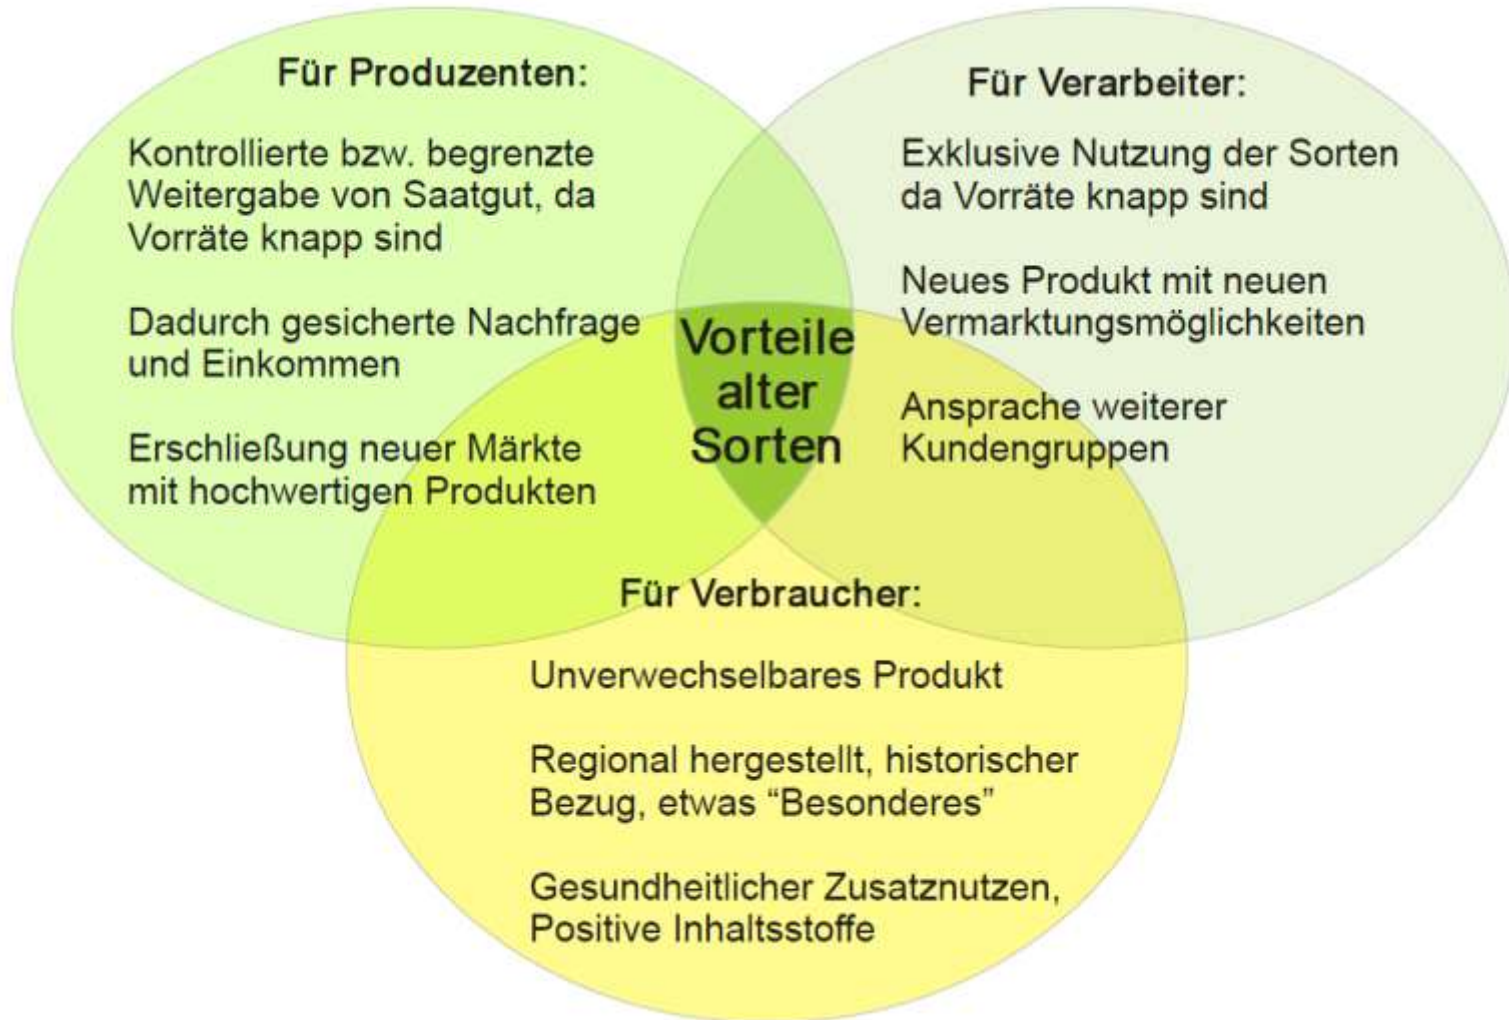 Für Produzenten:
Kontrollierte bzw. begrenzte
Weitergabe von Saatgut, da
Vorräte knapp sind
Dadurch gesicherte Nachfrage
und Einkommen
Erschließung neuer Märkte
mit hochwertigen Produkten
Für Verarbeiter:
Exklusive Nutzung der Sorten
da Vorräte knapp sind
Neues Produkt mit neuen
Vermarktungsmöglichkeiten
Ansprache weiterer
Kundengruppen
Vorteile
alter
Sorten
Für Verbraucher:
Unverwechselbares Produkt
Regional hergestellt, historischer
Bezug, etwas “Besonderes”
Gesundheitlicher Zusatznutzen,
Positive Inhaltsstoffe